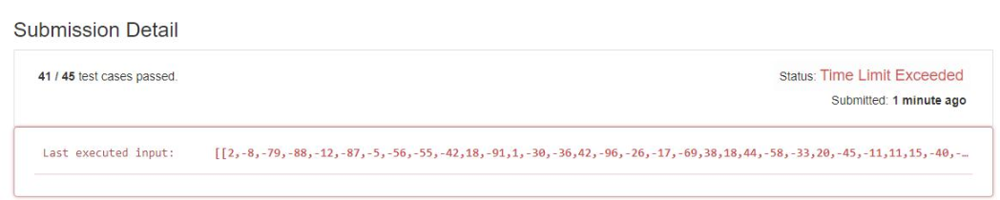 Submission Detail
41 / 45 test cases passed.
Status: Time Limit Exceeded
Submitted: 1 minute ago
Last executed input: [[2,-8,-79,-88,-12,-87,-5,-56,-55,-42,18,-91,1,-30,-36,42,-96,-26,-17,-69,38,18,44,-58,-33,20,-45,-11,11,15,-40,-…